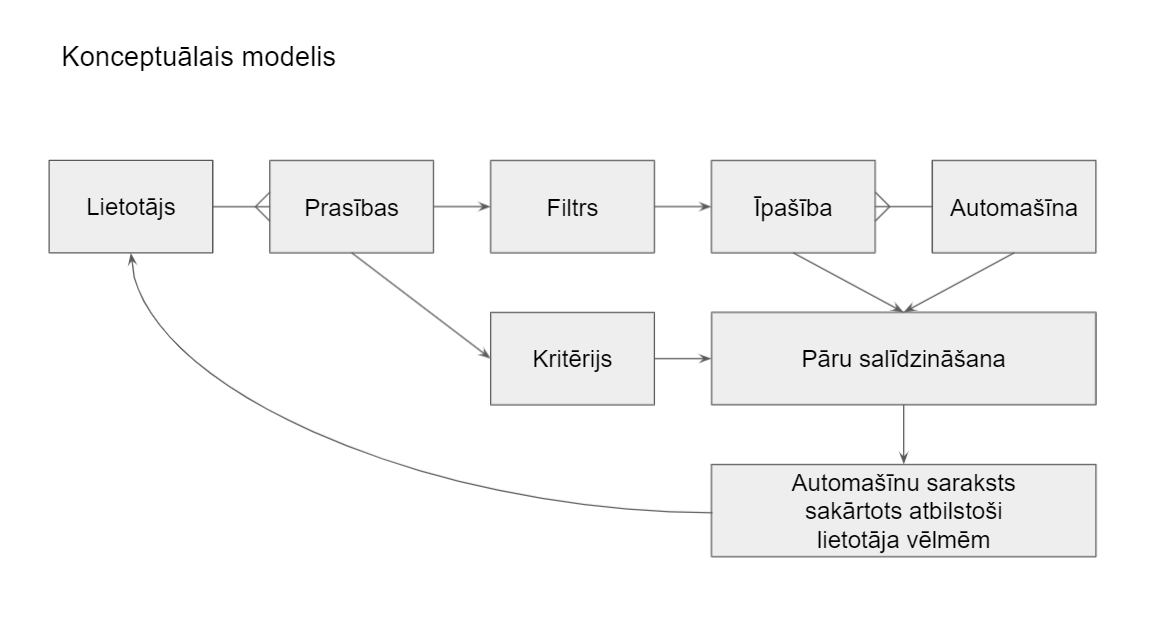 Konceptuālais modelis
Lietotājs
Prasības
Filtrs
Īpašība
Automašīna
Kritērijs
Pāru salīdzināšana
Automašīnu saraksts
sakārtots atbilstoši
lietotāja vēlmēm